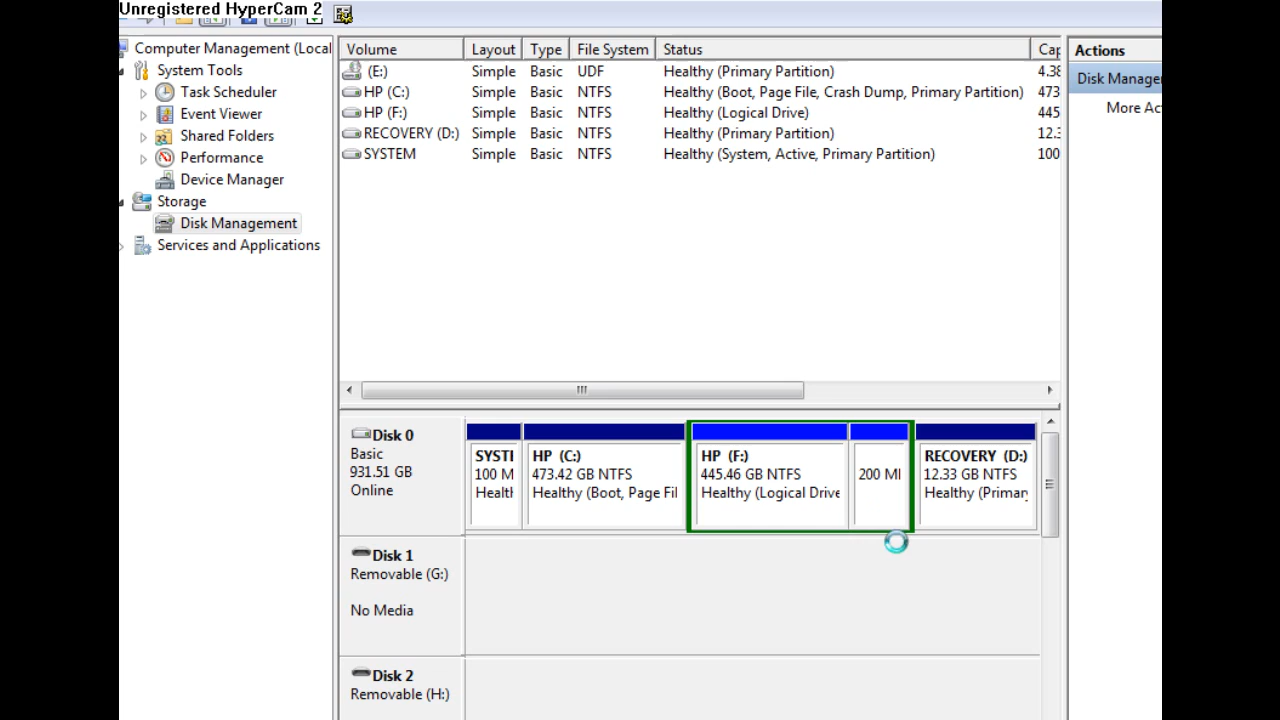 Unregistered HyperCam 2
Computer Management (Local
System Tools
Task Scheduler
Event Viewer
Shared Folders
Performance
Device Manager
Storage
Disk Management
Services and Applications
Volume Layout Type File System Status Cap
(E:) Simple Basic UDF Healthy (Primary Partition) 4.38
HP (C:) Simple Basic NTFS Healthy (Boot, Page File, Crash Dump, Primary Partition) 473
HP (F:) Simple Basic NTFS Healthy (Logical Drive) 445
RECOVERY (D:) Simple Basic NTFS Healthy (Primary Partition) 12.3
SYSTEM Simple Basic NTFS Healthy (System, Active, Primary Partition) 100
Actions
Disk Manager
More Ac
Disk 0
Basic
931.51 GB
Online
SYSTI
100 M
Healtl
HP (C:)
473.42 GB NTFS
Healthy (Boot, Page Fil
HP (F:)
445.46 GB NTFS
Healthy (Logical Drive
200 MI
RECOVERY (D:)
12.33 GB NTFS
Healthy (Primar
Disk 1
Removable (G:)
No Media
Disk 2
Removable (H:)